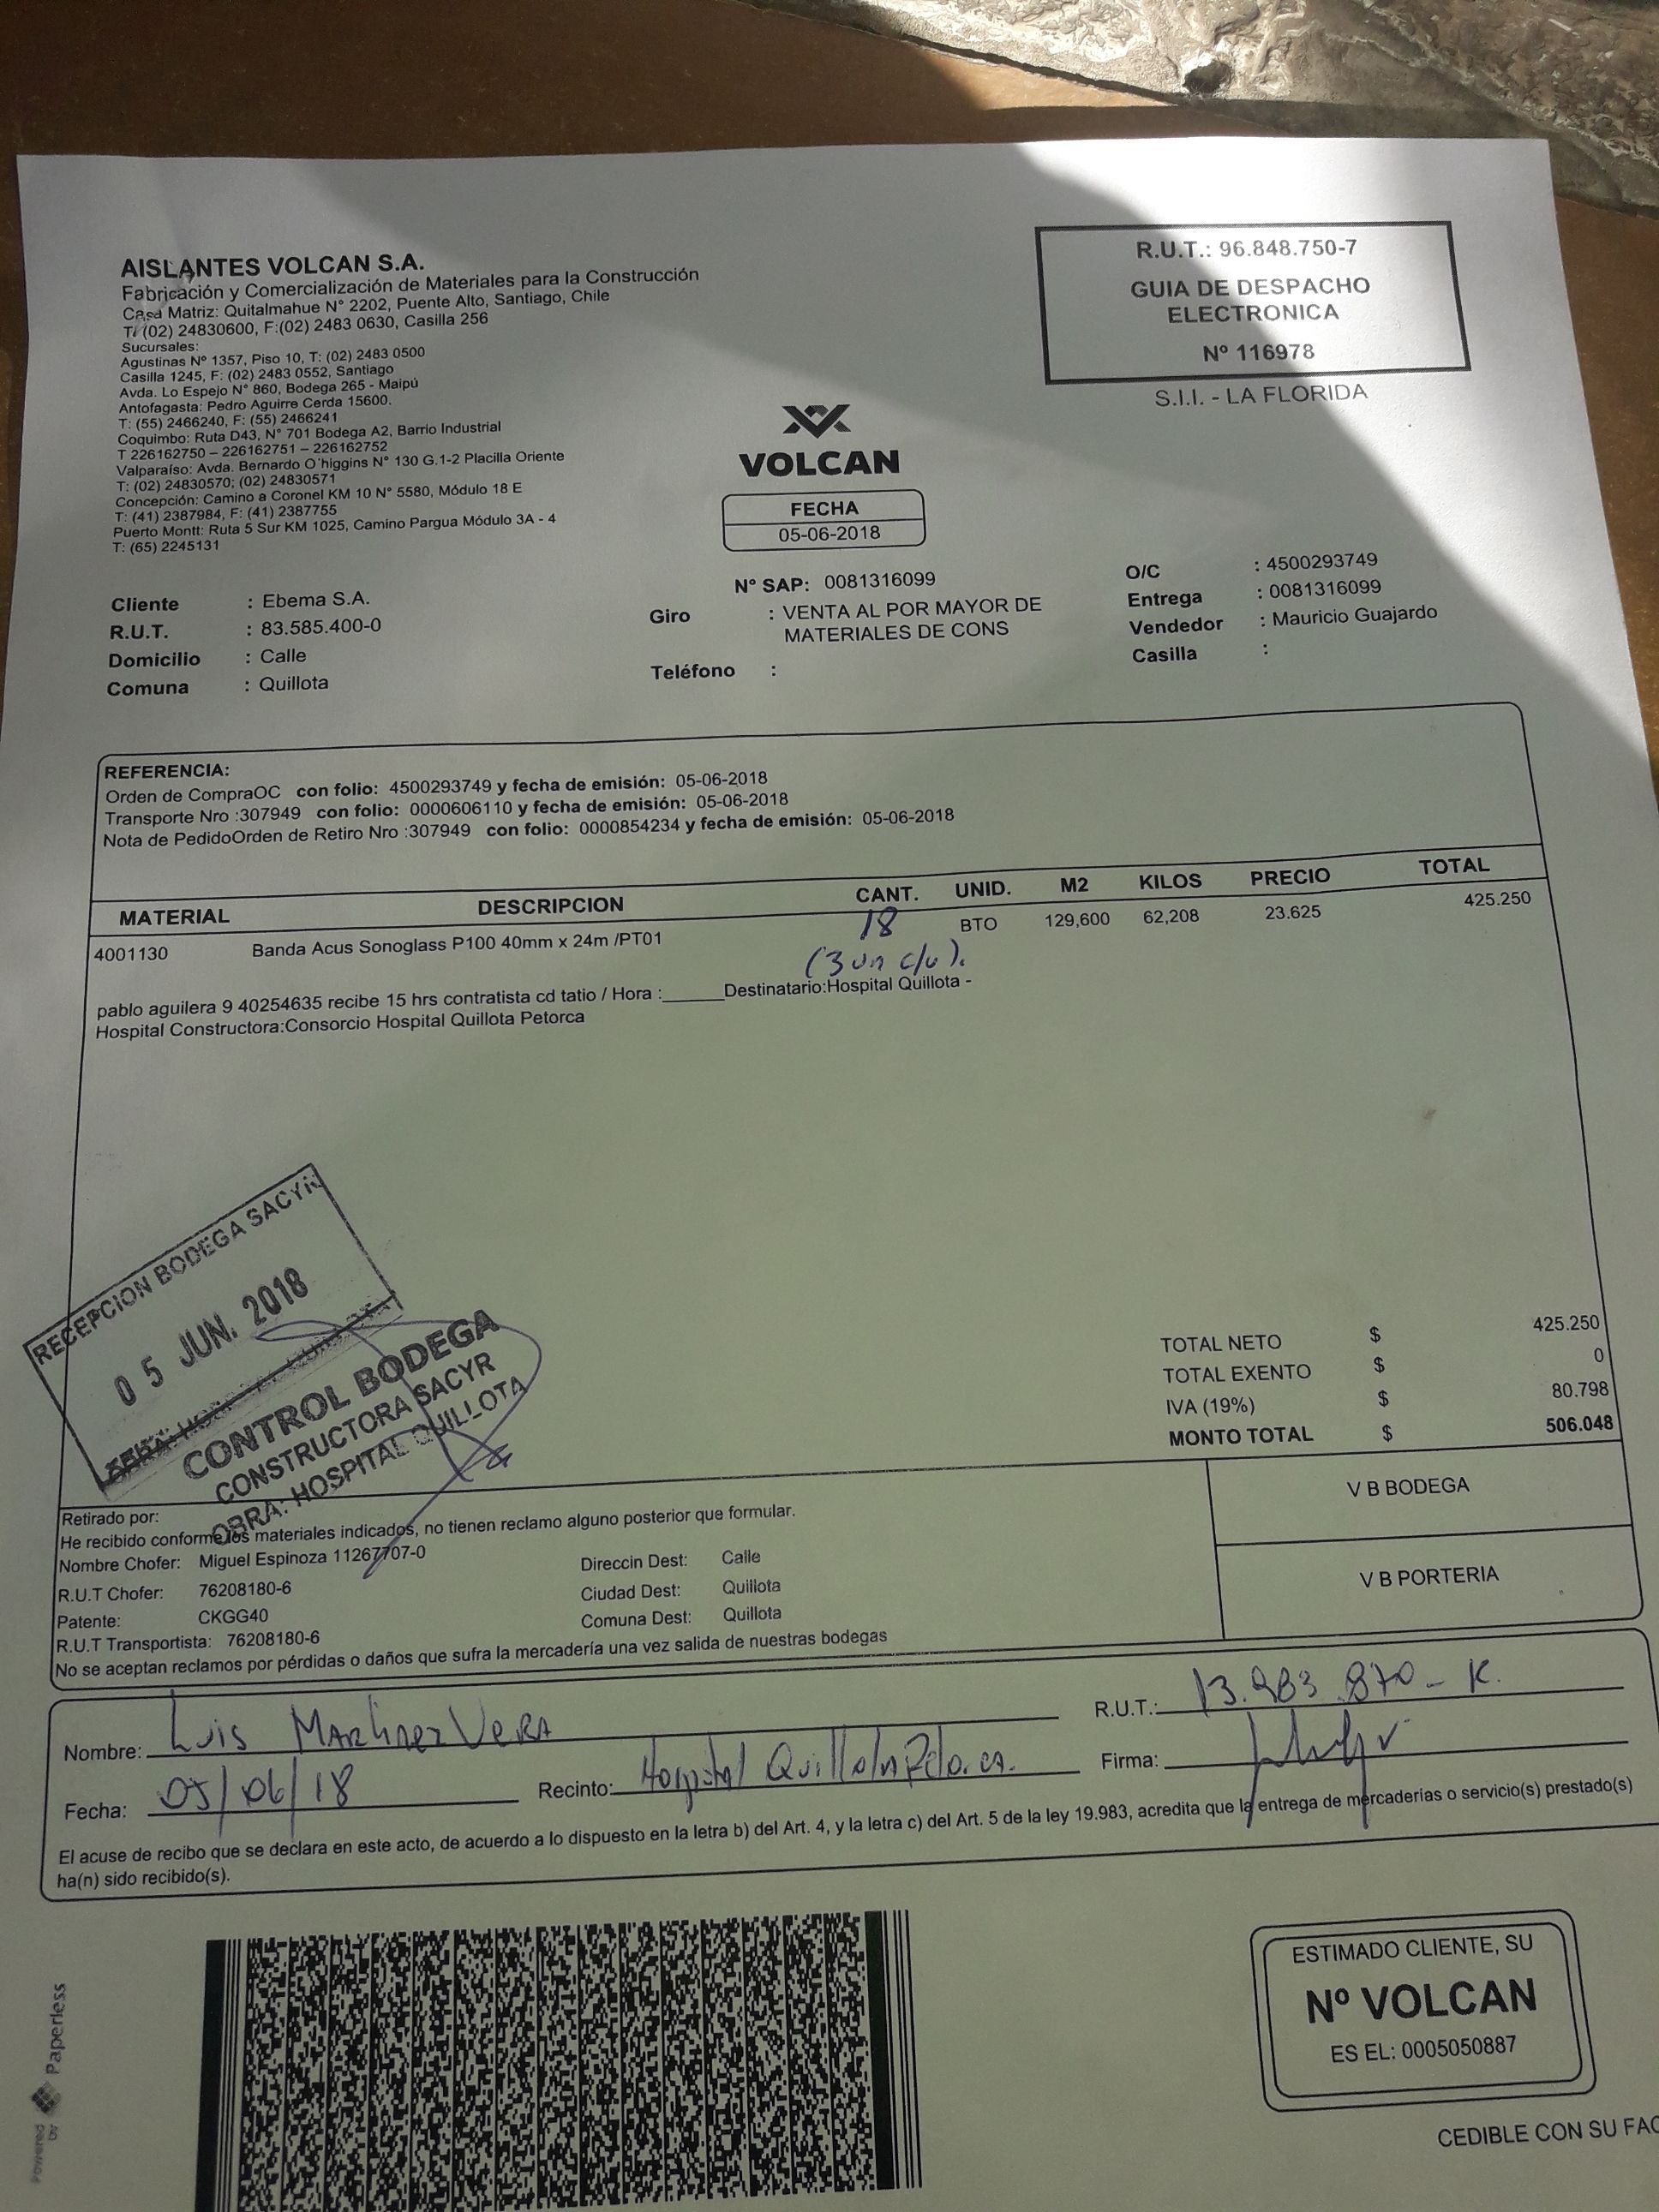 AISLANTES VOLCAN S.A.
Fabricación y Comercialización de Materiales para la Construcción
Casa Matriz: Quitalmahue N° 2202, Puente Alto, Santiago, Chile
T/ (02) 24830600, F:(02) 2483 0630, Casilla 256
Sucursales:
Agustinas Nº 1357, Piso 10, T: (02) 2483 0500
Casilla 1245, F: (02) 2483 0552, Santiago
Avda. Lo Espejo N° 860, Bodega 265 - Maipú
Antofagasta: Pedro Aguirre Cerda 15600.
T: (55) 2466240, F: (55) 2466241
Coquimbo: Ruta D43, N° 701 Bodega A2, Barrio Industrial
T 226162750 – 226162751 – 226162752
Valparaíso: Avda. Bernardo O´higgins N° 130 G.1-2 Placilla Oriente
T: (02) 24830570; (02) 24830571
Concepción: Camino a Coronel KM 10 N° 5580, Módulo 18 E
T: (41) 2387984, F: (41) 2387755
Puerto Montt: Ruta 5 Sur KM 1025, Camino Pargua Módulo 3A - 4
T: (65) 2245131
R.U.T.: 96.848.750-7
GUIA DE DESPACHO
ELECTRONICA
Nº 116978
S.I.I. - LA FLORIDA
VOLCAN
FECHA
05-06-2018
Cliente : Ebema S.A.
R.U.T. : 83.585.400-0
Domicilio : Calle
Comuna : Quillota
Nº SAP: 0081316099
Giro : VENTA AL POR MAYOR DE
MATERIALES DE CONS
Teléfono :
O/C : 4500293749
Entrega : 0081316099
Vendedor : Mauricio Guajardo
Casilla :
REFERENCIA:
Orden de CompraOC con folio: 4500293749 y fecha de emisión: 05-06-2018
Transporte Nro :307949 con folio: 0000606110 y fecha de emisión: 05-06-2018
Nota de PedidoOrden de Retiro Nro :307949 con folio: 0000854234 y fecha de emisión: 05-06-2018
MATERIAL DESCRIPCION CANT. UNID. M2 KILOS PRECIO TOTAL
4001130 Banda Acus Sonoglass P100 40mm x 24m /PT01 18 BTO 129,600 62,208 23.625 425.250
(3 un c/u).
pablo aguilera 9 40254635 recibe 15 hrs contratista cd tatio / Hora :______Destinatario:Hospital Quillota -
Hospital Constructora:Consorcio Hospital Quillota Petorca
RECEPCION BODEGA SACYR
05 JUN. 2018
CONTROL BODEGA
CONSTRUCTORA SACYR
OBRA: HOSPITAL QUILLOTA
TOTAL NETO $ 425.250
TOTAL EXENTO $ 0
IVA (19%) $ 80.798
MONTO TOTAL $ 506.048
V B BODEGA
V B PORTERIA
Retirado por:
He recibido conforme los materiales indicados, no tienen reclamo alguno posterior que formular.
Nombre Chofer: Miguel Espinoza 11267707-0
R.U.T Chofer: 76208180-6
Patente: CKGG40
R.U.T Transportista: 76208180-6
Direccin Dest: Calle
Ciudad Dest: Quillota
Comuna Dest: Quillota
No se aceptan reclamos por pérdidas o daños que sufra la mercadería una vez salida de nuestras bodegas
Nombre: Luis Martinez Vera R.U.T.: 13.983.870-K.
Fecha: 05/06/18 Recinto: Hospital Quillota Firma:
El acuse de recibo que se declara en este acto, de acuerdo a lo dispuesto en la letra b) del Art. 4, y la letra c) del Art. 5 de la ley 19.983, acredita que la entrega de mercaderías o servicio(s) prestado(s)
ha(n) sido recibido(s).
Powered by Paperless
ESTIMADO CLIENTE, SU
Nº VOLCAN
ES EL: 0005050887
CEDIBLE CON SU FAC